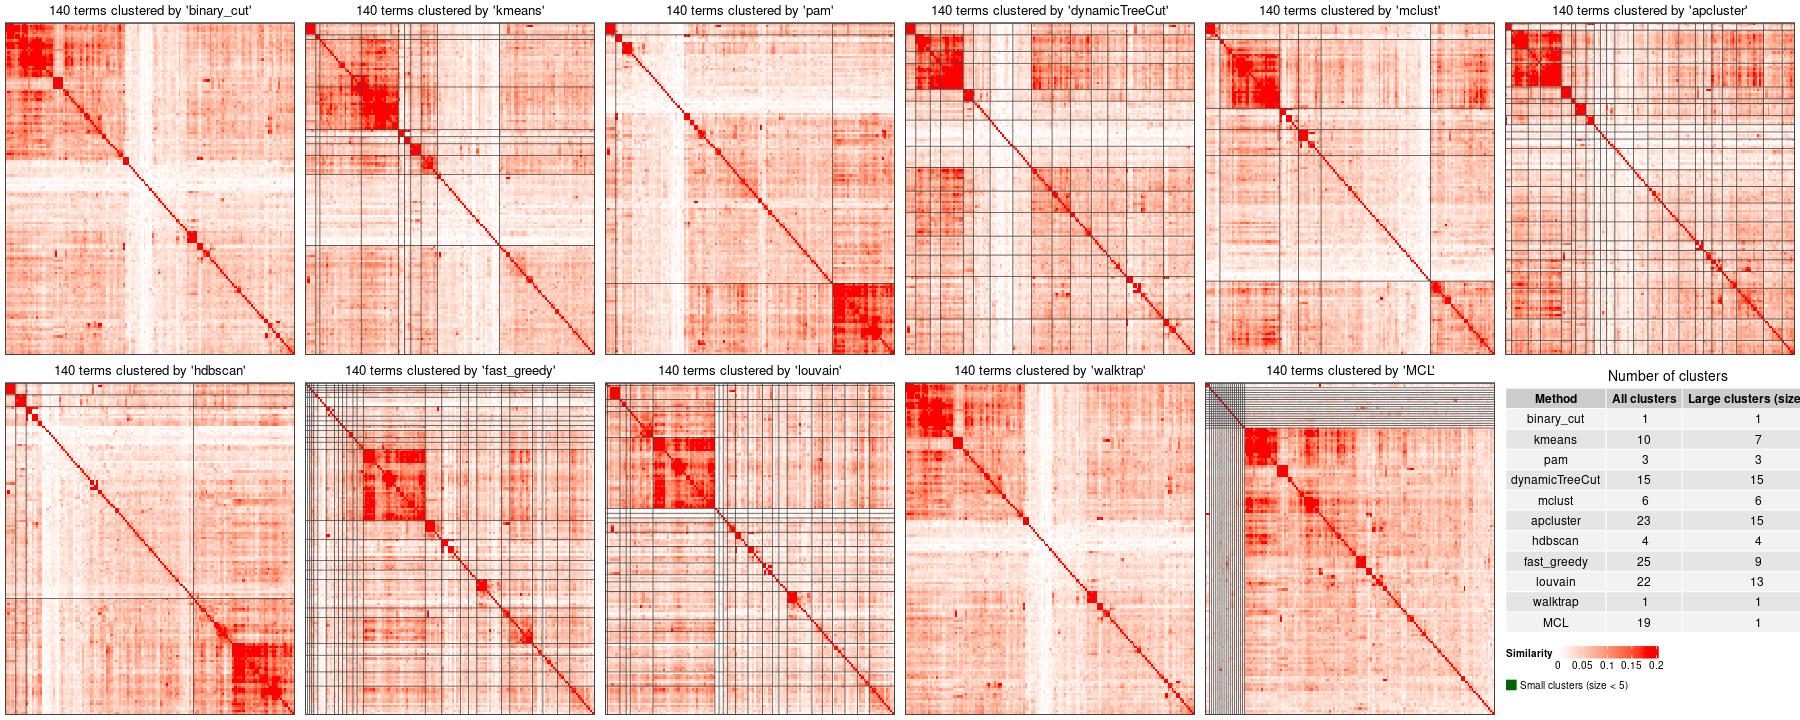 140 terms clustered by 'binary_cut'
140 terms clustered by 'kmeans'
140 terms clustered by 'pam'
140 terms clustered by 'dynamicTreeCut'
140 terms clustered by 'mclust'
140 terms clustered by 'apcluster'
140 terms clustered by 'hdbscan'
140 terms clustered by 'fast_greedy'
140 terms clustered by 'louvain'
140 terms clustered by 'walktrap'
140 terms clustered by 'MCL'
Number of clusters
Method All clusters Large clusters (size
binary_cut 1 1
kmeans 10 7
pam 3 3
dynamicTreeCut 15 15
mclust 6 6
apcluster 23 15
hdbscan 4 4
fast_greedy 25 9
louvain 22 13
walktrap 1 1
MCL 19 1
Similarity
0 0.05 0.1 0.15 0.2
Small clusters (size < 5)